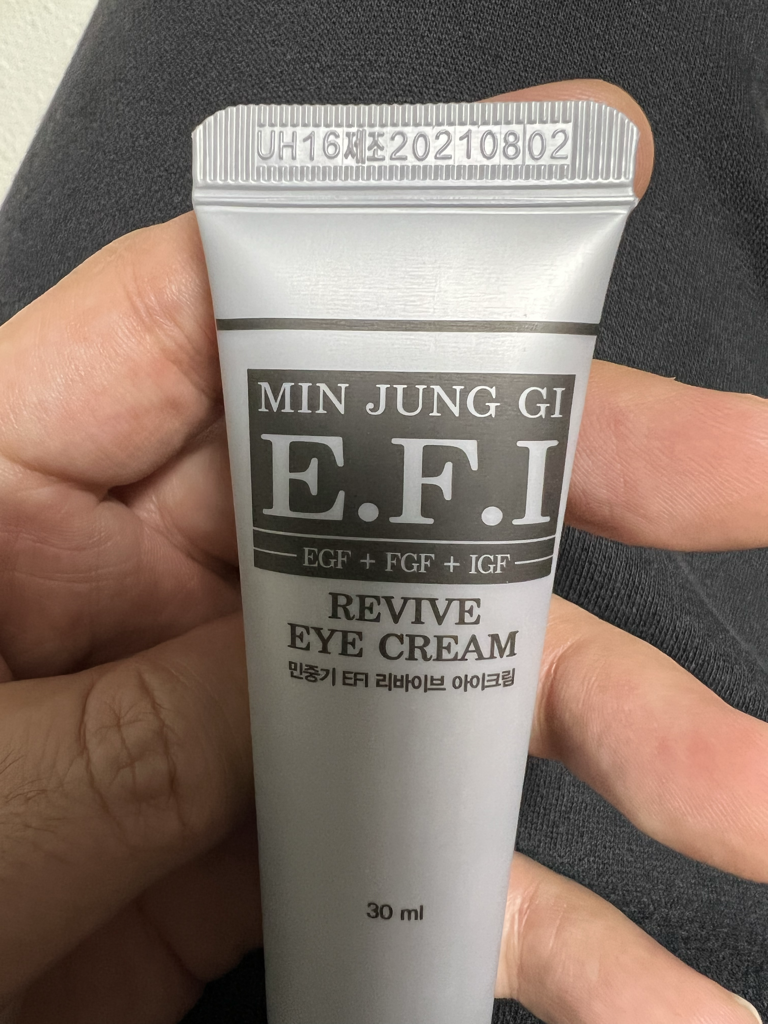 UH16제조20210802
MIN JUNG GI
E.F.I
EGF + FGF + IGF
REVIVE
EYE CREAM
민중기 EFI 리바이브 아이크림
30 ml